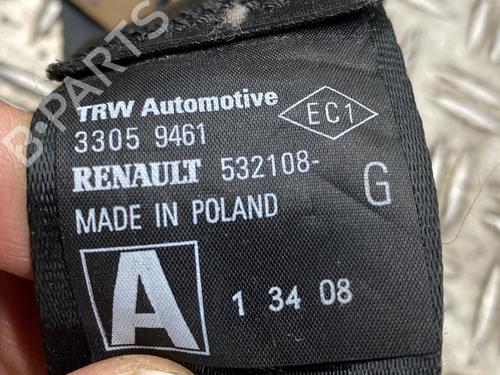 TRW Automotive
EC1
3305 9461
RENAULT 532108-
G
MADE IN POLAND
A
1 34 08
B-PARTS